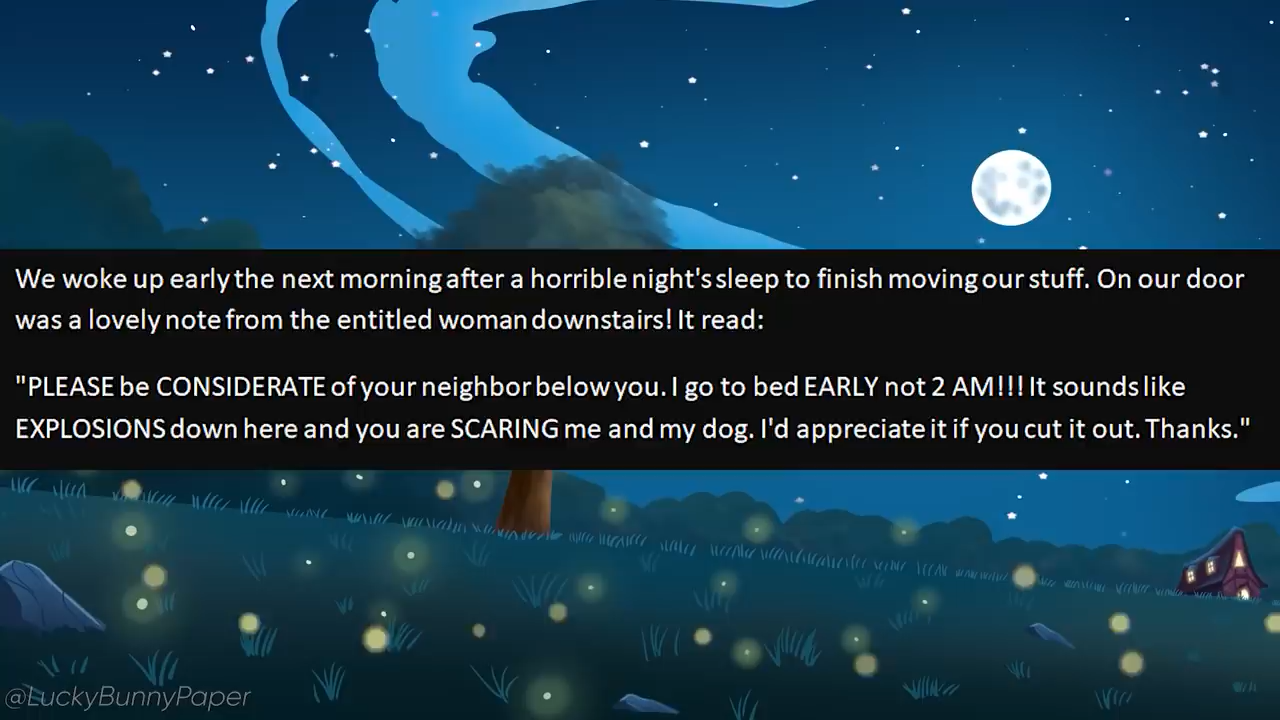 We woke up early the next morning after a horrible night's sleep to finish moving our stuff. On our door
was a lovely note from the entitled woman downstairs! It read:
"PLEASE be CONSIDERATE of your neighbor below you. I go to bed EARLY not 2 AM!!! It sounds like
EXPLOSIONS down here and you are SCARING me and my dog. I'd appreciate it if you cut it out. Thanks."
@LuckyBunnyPaper